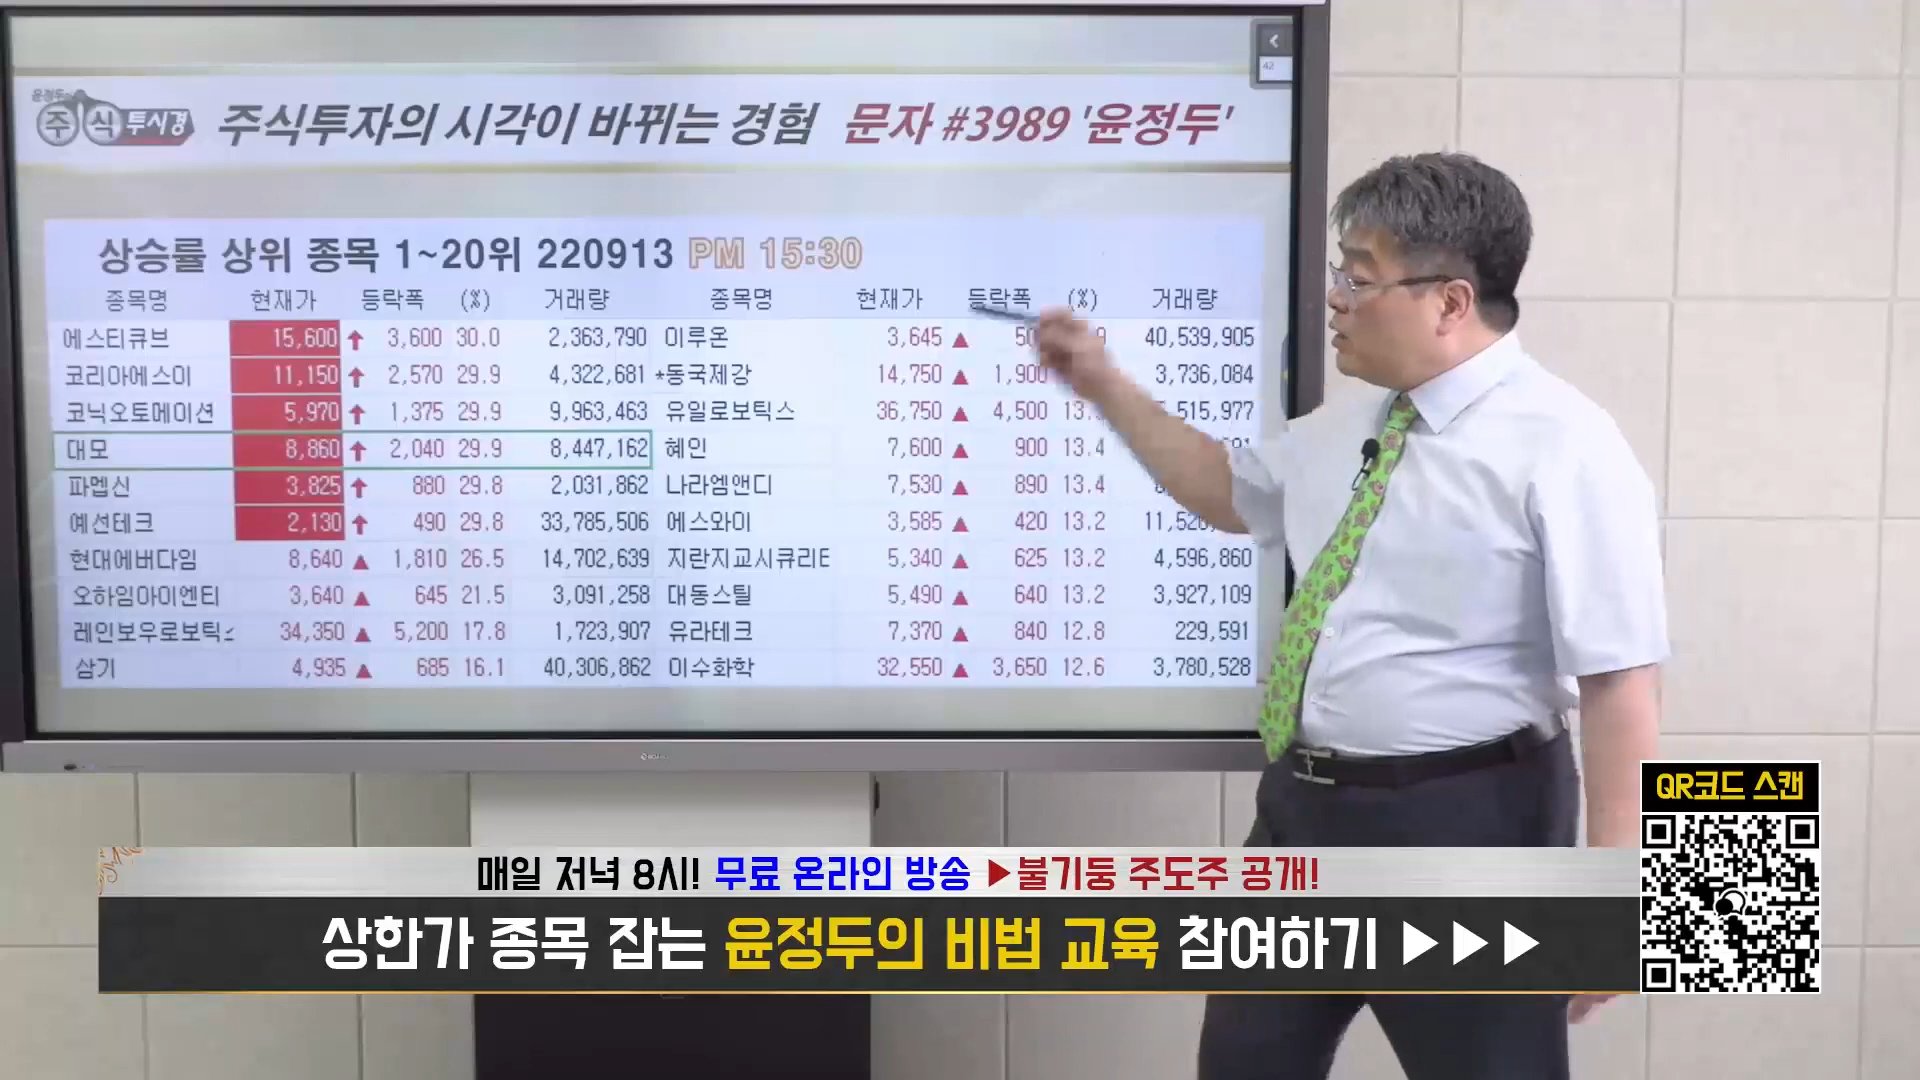 윤정두의
주식투시경
주식투자의 시각이 바뀌는 경험 문자 #3989 '윤정두'
42
상승률 상위 종목 1~20위 220913 PM 15:30
종목명 현재가 등락폭 (%) 거래량 종목명 현재가 등락폭 (%) 거래량
에스티큐브 15,600 ↑ 3,600 30.0 2,363,790 이루온 3,645 ▲ 40,539,905
코리아에스이 11,150 ↑ 2,570 29.9 4,322,681 *동국제강 14,750 ▲ 1,900 3,736,084
코닉오토메이션 5,970 ↑ 1,375 29.9 9,963,463 유일로보틱스 36,750 ▲ 4,500 515,977
대모 8,860 ↑ 2,040 29.9 8,447,162 혜인 7,600 ▲ 900 13.4
파멥신 3,825 ↑ 880 29.8 2,031,862 나라엠앤디 7,530 ▲ 890 13.4
예선테크 2,130 ↑ 490 29.8 33,785,506 에스와이 3,585 ▲ 420 13.2
현대에버다임 8,640 ▲ 1,810 26.5 14,702,639 지란지교시큐리티 5,340 ▲ 625 13.2 4,596,860
오하임아이엔티 3,640 ▲ 645 21.5 3,091,258 대동스틸 5,490 ▲ 640 13.2 3,927,109
레인보우로보틱스 34,350 ▲ 5,200 17.8 1,723,907 유라테크 7,370 ▲ 840 12.8 229,591
삼기 4,935 ▲ 685 16.1 40,306,862 이수화학 32,550 ▲ 3,650 12.6 3,780,528
QR코드 스캔
매일 저녁 8시! 무료 온라인 방송 ▶불기둥 주도주 공개!
상한가 종목 잡는 윤정두의 비법 교육 참여하기 ▶▶▶